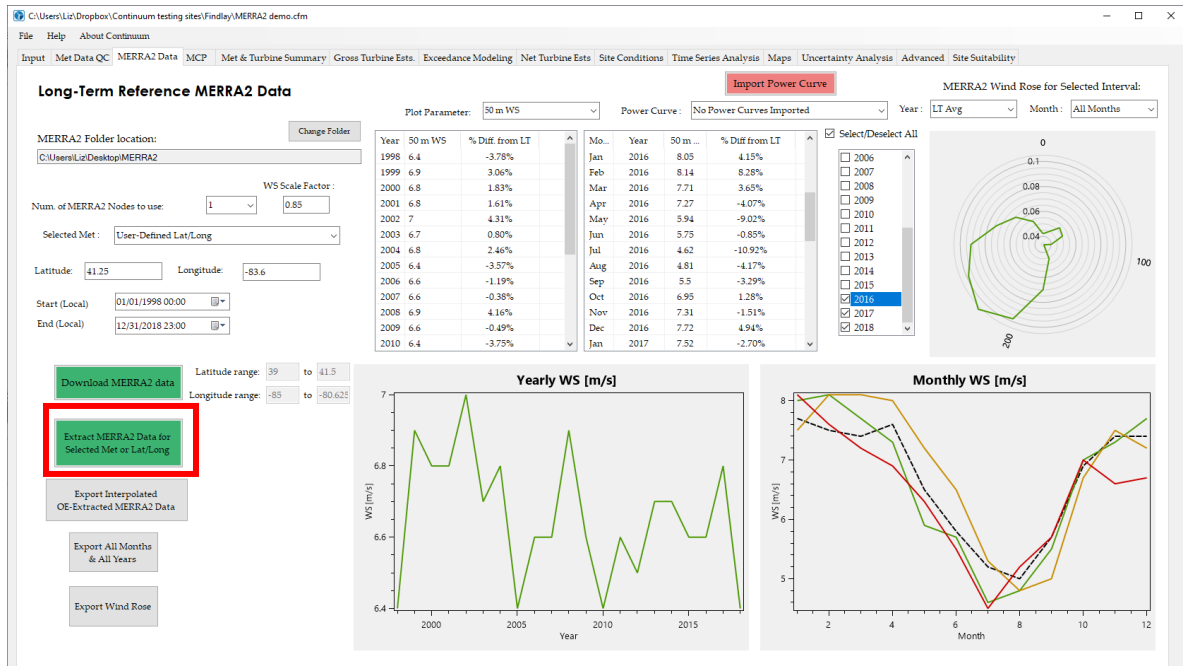 C:\Users\Liz\Dropbox\Continuum testing sites\Findlay\MERRA2 demo.cfm
File Help About Continuum
Input Met Data QC MERRA2 Data MCP Met & Turbine Summary Gross Turbine Ests. Exceedance Modeling Net Turbine Ests Site Conditions Time Series Analysis Maps Uncertainty Analysis Advanced Site Suitability
Long-Term Reference MERRA2 Data
Import Power Curve
MERRA2 Wind Rose for Selected Interval:
Plot Parameter: 50 m WS
Power Curve : No Power Curves Imported
Year : LT Avg Month : All Months
MERRA2 Folder location:
Change Folder
C:\Users\Liz\Desktop\MERRA2
WS Scale Factor :
Num. of MERRA2 Nodes to use: 1 0.85
Selected Met : User-Defined Lat/Long
Latitude: 41.25 Longitude: -83.6
Start (Local) 01/01/1998 00:00
End (Local) 12/31/2018 23:00
Year 50 m WS % Diff. from LT
1998 6.4 -3.78%
1999 6.9 3.06%
2000 6.8 1.83%
2001 6.8 1.61%
2002 7 4.31%
2003 6.7 0.80%
2004 6.8 2.46%
2005 6.4 -3.57%
2006 6.6 -1.19%
2007 6.6 -0.38%
2008 6.9 4.16%
2009 6.6 -0.49%
2010 6.4 -3.75%
Mo... Year 50 m ... % Diff from LT
Jan 2016 8.05 4.15%
Feb 2016 8.14 8.28%
Mar 2016 7.71 3.65%
Apr 2016 7.27 -4.07%
May 2016 5.94 -9.02%
Jun 2016 5.75 -0.85%
Jul 2016 4.62 -10.92%
Aug 2016 4.81 -4.17%
Sep 2016 5.5 -3.29%
Oct 2016 6.95 1.28%
Nov 2016 7.31 -1.51%
Dec 2016 7.72 4.94%
Jan 2017 7.52 -2.70%
Select/Deselect All
2006
2007
2008
2009
2010
2011
2012
2013
2014
2015
2016
2017
2018
0
0.1
0.08
0.06
0.04
100
200
Download MERRA2 data
Latitude range: 39 to 41.5
Longitude range: -85 to -80.625
Extract MERRA2 Data for
Selected Met or Lat/Long
Export Interpolated
OE-Extracted MERRA2 Data
Export All Months
& All Years
Export Wind Rose
Yearly WS [m/s]
7
6.8
6.6
6.4
WS [m/s]
2000 2005 2010 2015
Year
Monthly WS [m/s]
8
7
6
5
WS [m/s]
2 4 6 8 10 12
Month